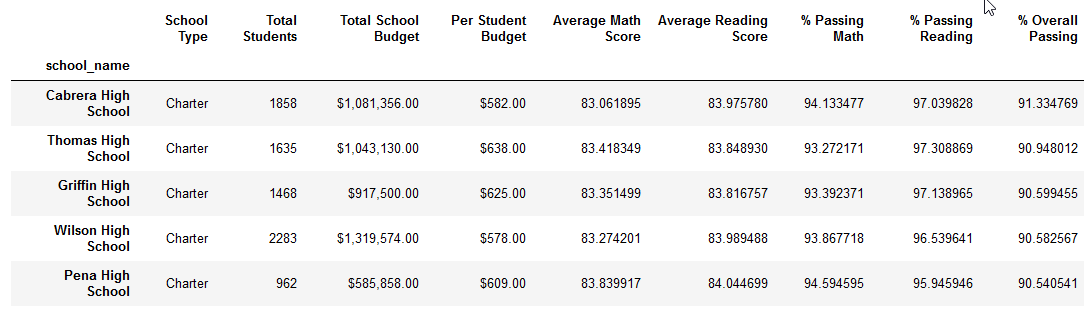 School Type Total Students Total School Budget Per Student Budget Average Math Score Average Reading Score % Passing Math % Passing Reading % Overall Passing
school_name
Cabrera High School Charter 1858 $1,081,356.00 $582.00 83.061895 83.975780 94.133477 97.039828 91.334769
Thomas High School Charter 1635 $1,043,130.00 $638.00 83.418349 83.848930 93.272171 97.308869 90.948012
Griffin High School Charter 1468 $917,500.00 $625.00 83.351499 83.816757 93.392371 97.138965 90.599455
Wilson High School Charter 2283 $1,319,574.00 $578.00 83.274201 83.989488 93.867718 96.539641 90.582567
Pena High School Charter 962 $585,858.00 $609.00 83.839917 84.044699 94.594595 95.945946 90.540541